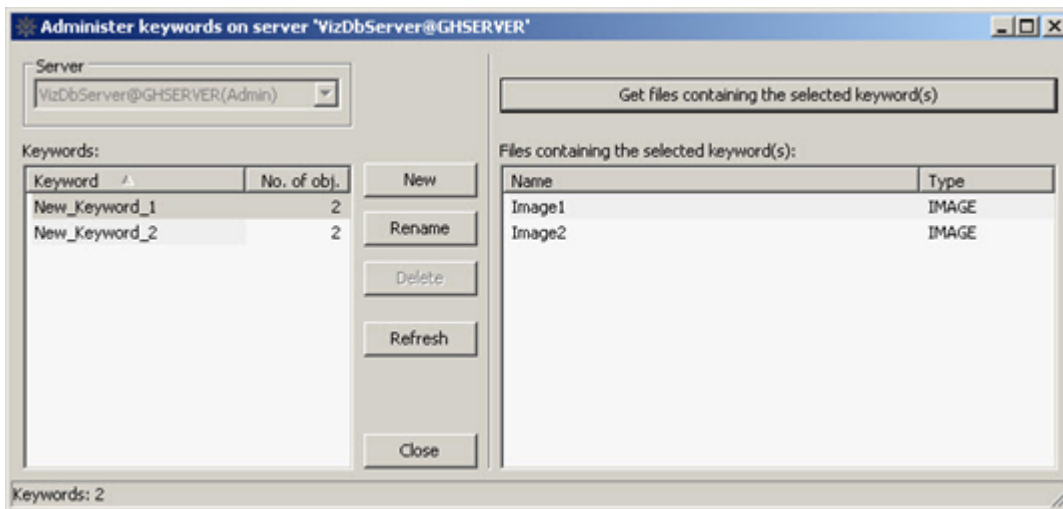 Administer keywords on server 'VizDbServer@GHSERVER'
Server
VizDbServer@GHSERVER(Admin)
Get files containing the selected keyword(s)
Keywords:
Keyword No. of obj.
New_Keyword_1 2
New_Keyword_2 2
New
Rename
Delete
Refresh
Close
Files containing the selected keyword(s):
Name Type
Image1 IMAGE
Image2 IMAGE
Keywords: 2